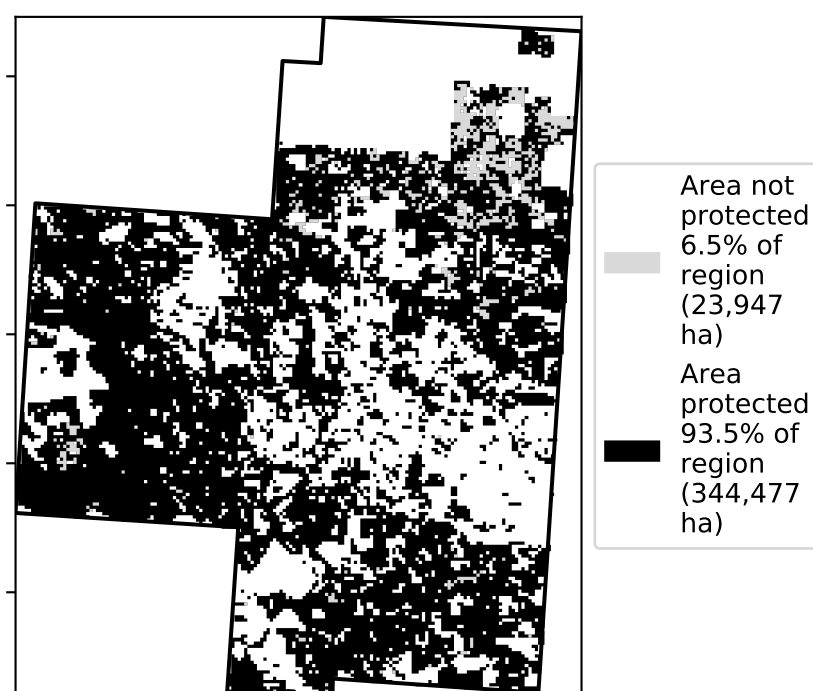 Area not
protected
6.5% of
region
(23,947
ha)
Area
protected
93.5% of
region
(344,477
ha)